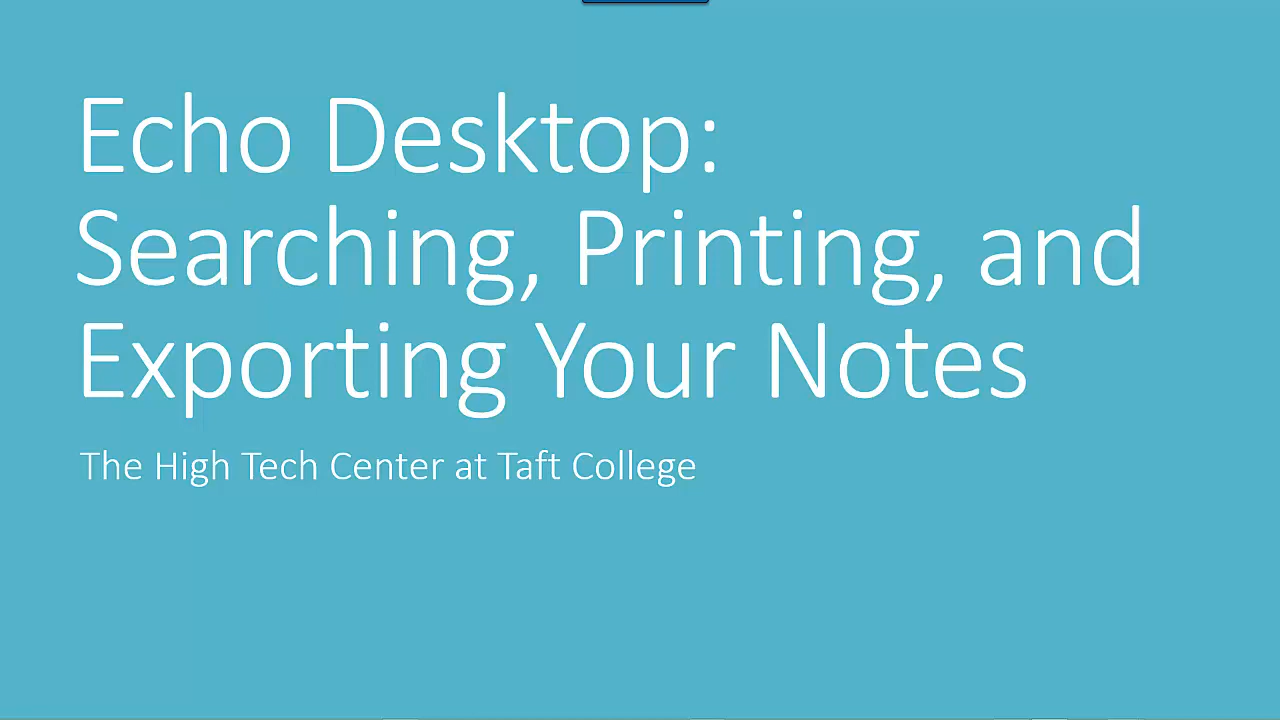 Echo Desktop:
Searching, Printing, and
Exporting Your Notes
The High Tech Center at Taft College